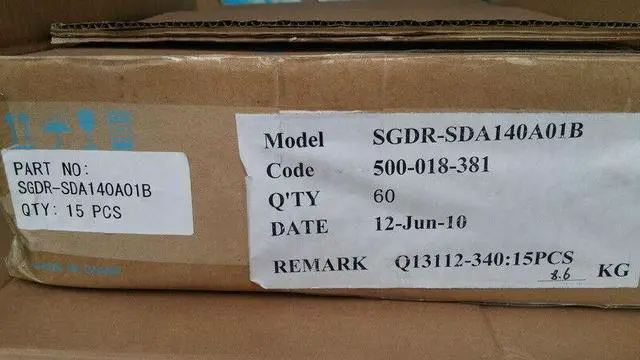 PART NO:
SGDR-SDA140A01B
QTY: 15 PCS
Model SGDR-SDA140A01B
Code 500-018-381
Q'TY 60
DATE 12-Jun-10
REMARK Q13112-340:15PCS
8.6 KG